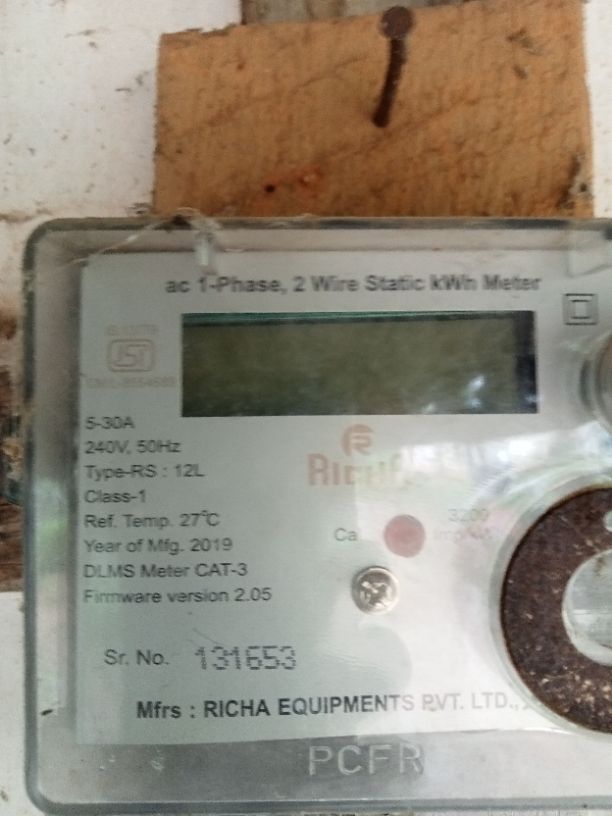 ac 1-Phase, 2 Wire Static kWh Meter
5-30A
240V, 50Hz
Type-RS : 12L
Class-1
Ref. Temp. 27°C
Year of Mfg. 2019
DLMS Meter CAT-3
Firmware version 2.05
RICHA
3200
Sr. No. 131653
Mfrs : RICHA EQUIPMENTS PVT. LTD.,
PCFR